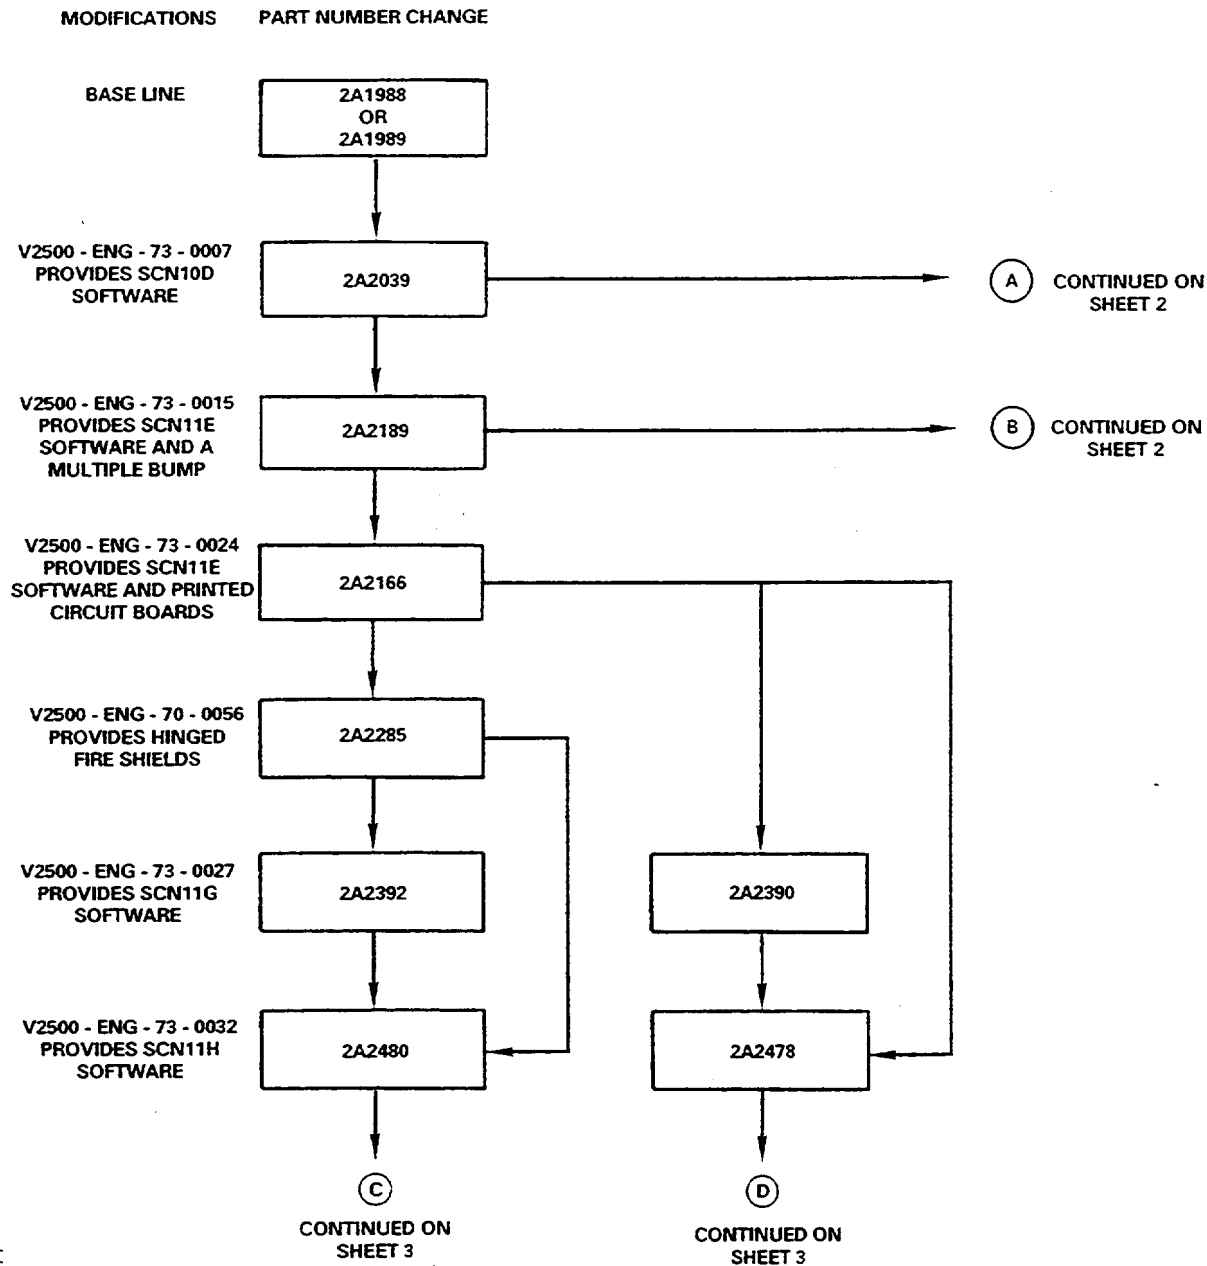 MODIFICATIONS PART NUMBER CHANGE
BASE LINE
2A1988
OR
2A1989
V2500 - ENG - 73 - 0007
PROVIDES SCN10D
SOFTWARE
2A2039
A
CONTINUED ON
SHEET 2
V2500 - ENG - 73 - 0015
PROVIDES SCN11E
SOFTWARE AND A
MULTIPLE BUMP
2A2189
B
CONTINUED ON
SHEET 2
V2500 - ENG - 73 - 0024
PROVIDES SCN11E
SOFTWARE AND PRINTED
CIRCUIT BOARDS
2A2166
V2500 - ENG - 70 - 0056
PROVIDES HINGED
FIRE SHIELDS
2A2285
V2500 - ENG - 73 - 0027
PROVIDES SCN11G
SOFTWARE
2A2392
2A2390
V2500 - ENG - 73 - 0032
PROVIDES SCN11H
SOFTWARE
2A2480
2A2478
C
CONTINUED ON
SHEET 3
D
CONTINUED ON
SHEET 3